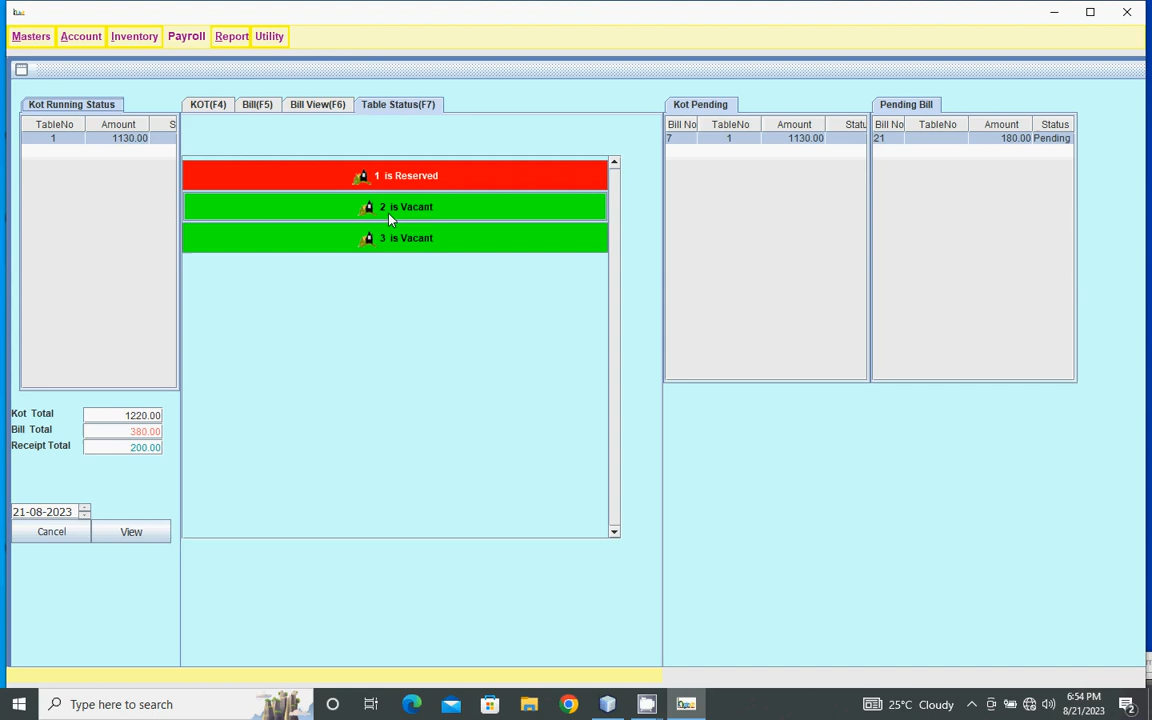 Masters Account Inventory Payroll Report Utility
Kot Running Status
KOT(F4) Bill(F5) Bill View(F6) Table Status(F7)
Kot Pending
Pending Bill
TableNo Amount S
1 1130.00
Bill No TableNo Amount Statu
7 1 1130.00
Bill No TableNo Amount Status
21 180.00 Pending
1 is Reserved
2 is Vacant
3 is Vacant
Kot Total 1220.00
Bill Total 380.00
Receipt Total 200.00
21-08-2023
Cancel View
Type here to search
25°C Cloudy
6:54 PM
8/21/2023
2